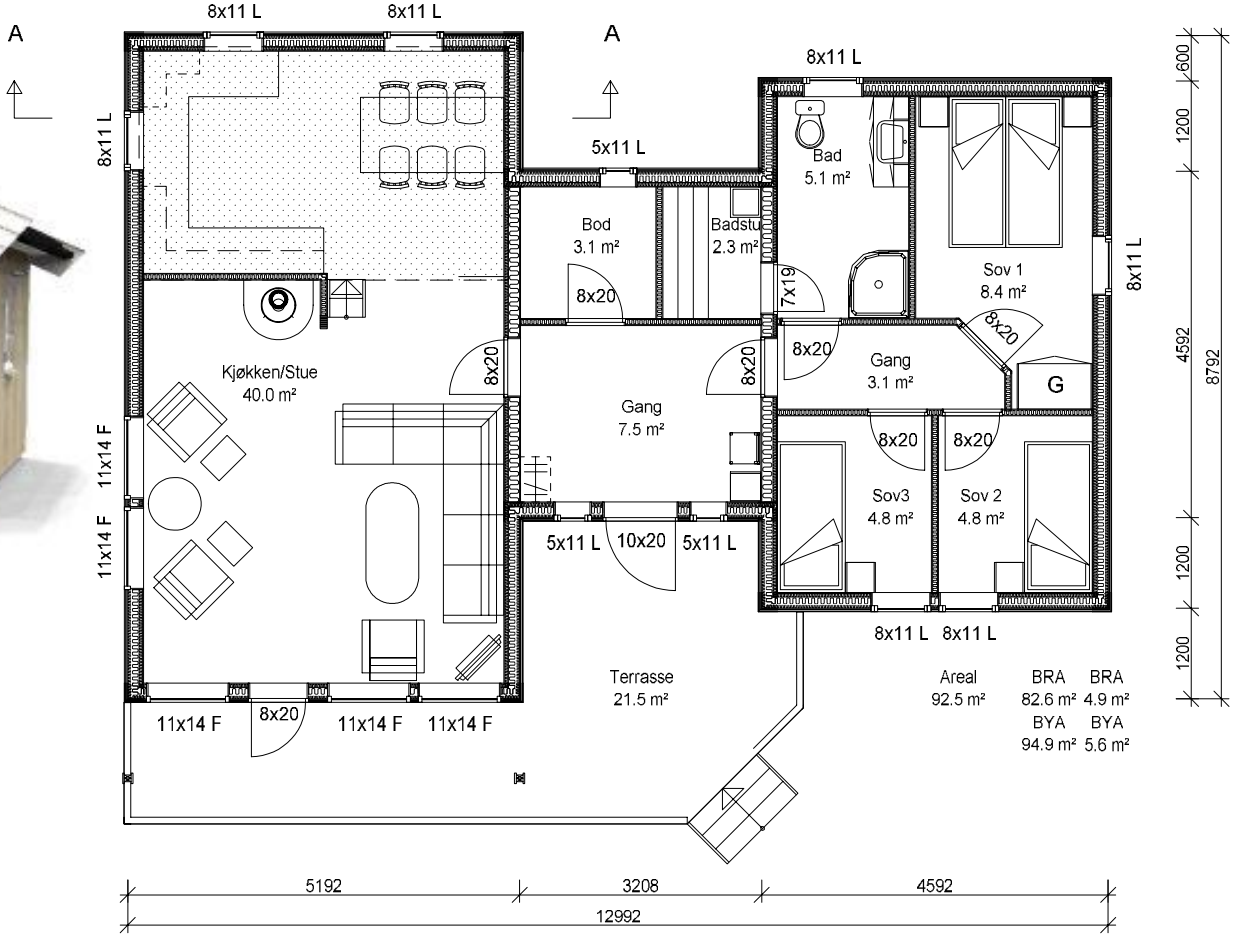 8x11 L
8x11 L
A
A
8x11 L
600
8x11 L
5x11 L
1200
Bad
5.1 m²
Bod
3.1 m²
Badstu
2.3 m²
8x11 L
Sov 1
8.4 m²
7x19
8x20
8x20
4592
8792
8x20
8x20
8x20
Gang
3.1 m²
Kjøkken/Stue
40.0 m²
G
Gang
7.5 m²
8x20
8x20
11x14 F
Sov3
4.8 m²
Sov 2
4.8 m²
11x14 F
5x11 L
10x20
5x11 L
1200
8x11 L
8x11 L
1200
Terrasse
21.5 m²
Areal
92.5 m²
BRA
82.6 m²
BYA
94.9 m²
BRA
4.9 m²
BYA
5.6 m²
11x14 F
8x20
11x14 F
11x14 F
5192
3208
4592
12992